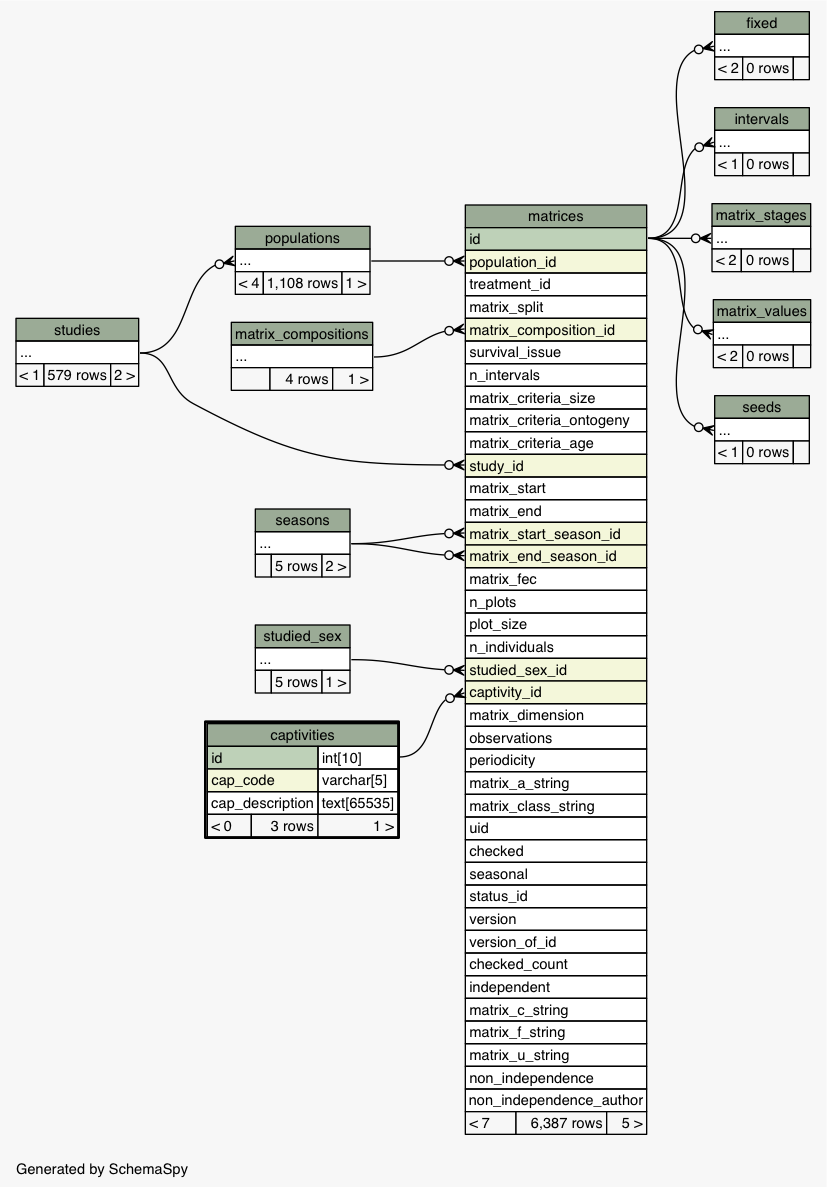 fixed
...
< 2 0 rows
intervals
...
< 1 0 rows
matrix_stages
...
< 2 0 rows
matrix_values
...
< 2 0 rows
seeds
...
< 1 0 rows
populations
...
< 4 1,108 rows 1 >
studies
...
< 1 579 rows 2 >
matrix_compositions
...
4 rows 1 >
seasons
...
5 rows 2 >
studied_sex
...
5 rows 1 >
captivities
id int[10]
cap_code varchar[5]
cap_description text[65535]
< 0 3 rows 1 >
matrices
id
population_id
treatment_id
matrix_split
matrix_composition_id
survival_issue
n_intervals
matrix_criteria_size
matrix_criteria_ontogeny
matrix_criteria_age
study_id
matrix_start
matrix_end
matrix_start_season_id
matrix_end_season_id
matrix_fec
n_plots
plot_size
n_individuals
studied_sex_id
captivity_id
matrix_dimension
observations
periodicity
matrix_a_string
matrix_class_string
uid
checked
seasonal
status_id
version
version_of_id
checked_count
independent
matrix_c_string
matrix_f_string
matrix_u_string
non_independence
non_independence_author
< 7 6,387 rows 5 >
Generated by SchemaSpy